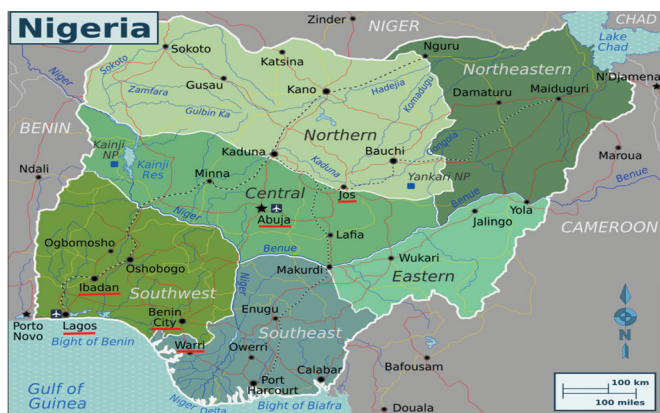 Nigeria
Zinder
NIGER
CHAD
Lake
Chad
Sokoto
Katsina
Nguru
Northeastern
N'Djamena
Niger
Sokoto
Gusau
Zamfara
Kano
Hadejia
Komadugu
Damaturu
Maiduguri
Gulbin Ka
BENIN
Northern
Kainji
NP
Kainji
Res
Kaduna
Bauchi
Gongola
Maroua
Ndali
Minna
Kaduna
Yankari NP
Benue
Central
Jos
Niger
Abuja
Benue
Yola
Jalingo
CAMEROON
Ogbomosho
Lafia
Oshobogo
Benue
Wukari
Ibadan
Makurdi
Eastern
Southwest
Niger
Porto
Novo
Lagos
Benin
City
Enugu
Southeast
Bight of Benin
Warri
Owerri
Bafousam
N
Gulf of
Guinea
Port
Harcourt
Calabar
100 km
100 miles
Niger Delta
Bight of Biafra
Douala